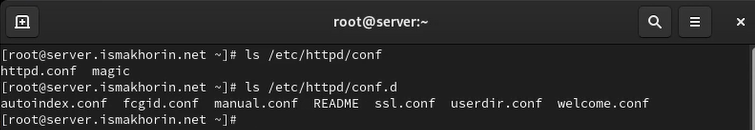 root@server:~
[root@server.ismakhorin.net ~]# ls /etc/httpd/conf
httpd.conf  magic
[root@server.ismakhorin.net ~]# ls /etc/httpd/conf.d
autoindex.conf  fcgid.conf  manual.conf  README  ssl.conf  userdir.conf  welcome.conf
[root@server.ismakhorin.net ~]#